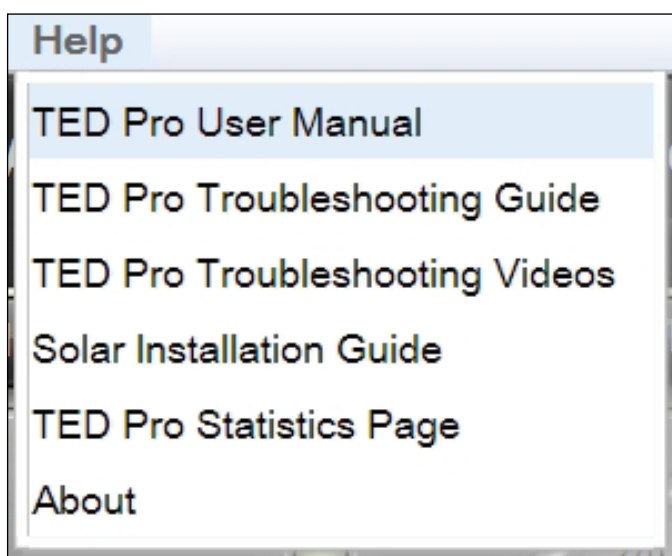 Help
TED Pro User Manual
TED Pro Troubleshooting Guide
TED Pro Troubleshooting Videos
Solar Installation Guide
TED Pro Statistics Page
About